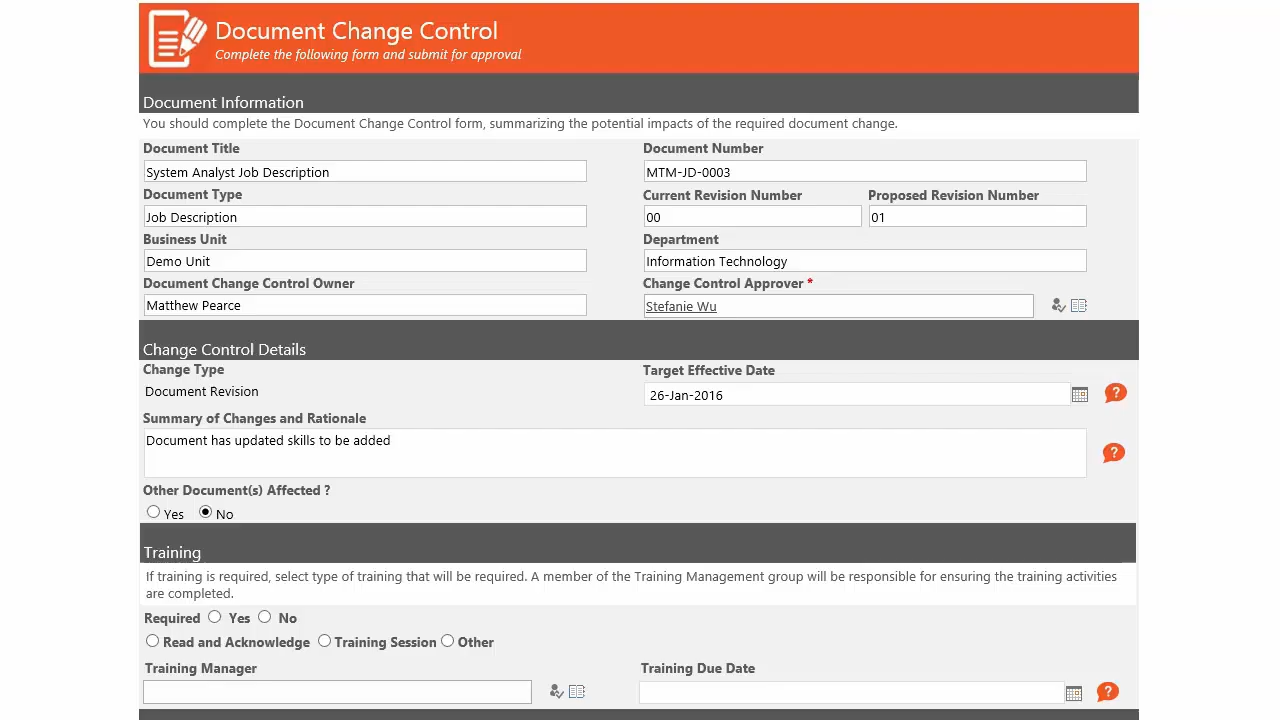 Document Change Control
Complete the following form and submit for approval
Document Information
You should complete the Document Change Control form, summarizing the potential impacts of the required document change.
Document Title
Document Number
System Analyst Job Description
MTM-JD-0003
Document Type
Current Revision Number
Proposed Revision Number
Job Description
00
01
Business Unit
Department
Demo Unit
Information Technology
Document Change Control Owner
Change Control Approver *
Matthew Pearce
Stefanie Wu
Change Control Details
Change Type
Target Effective Date
Document Revision
26-Jan-2016
?
Summary of Changes and Rationale
Document has updated skills to be added
?
Other Document(s) Affected ?
Yes No
Training
If training is required, select type of training that will be required. A member of the Training Management group will be responsible for ensuring the training activities
are completed.
Required Yes No
Read and Acknowledge Training Session Other
Training Manager
Training Due Date
?